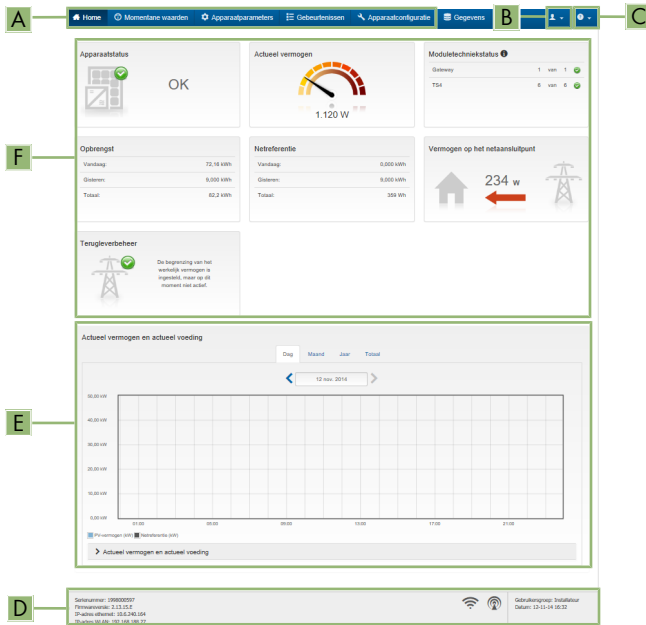 A
Home Momentane waarden Apparaatparameters Gebeurtenissen Apparaatconfiguratie Gegevens
B
C
Apparaatstatus
OK
Actueel vermogen
1.120 W
Moduletechniekstatus
Gateway 1 van 1
TS4 6 van 6
F
Opbrengst
Vandaag: 72,16 kWh
Gisteren: 9,000 kWh
Totaal: 62,2 kWh
Netreferentie
Vandaag: 0,000 kWh
Gisteren: 9,000 kWh
Totaal: 359 Wh
Vermogen op het netaansluitpunt
234 W
Terugleverbeheer
De begrenzing van het
werkelijk vermogen is
ingesteld, maar op dit
moment niet actief.
E
Actueel vermogen en actueel voeding
Dag Maand Jaar Totaal
12 nov. 2014
50,00 kW
40,00 kW
30,00 kW
20,00 kW
10,00 kW
0,00 kW
01:00 05:00 09:00 13:00 17:00 21:00
PV-vermogen (kW) Netreferentie (kW)
Actueel vermogen en actueel voeding
D
Serienummer: 1998000597
Firmwareversie: 2.13.15.E
IP-adres ethernet: 10.6.240.164
IP-adres WLAN: 192.168.188.22
Gebruikersgroep: Installateur
Datum: 12-11-14 16:32